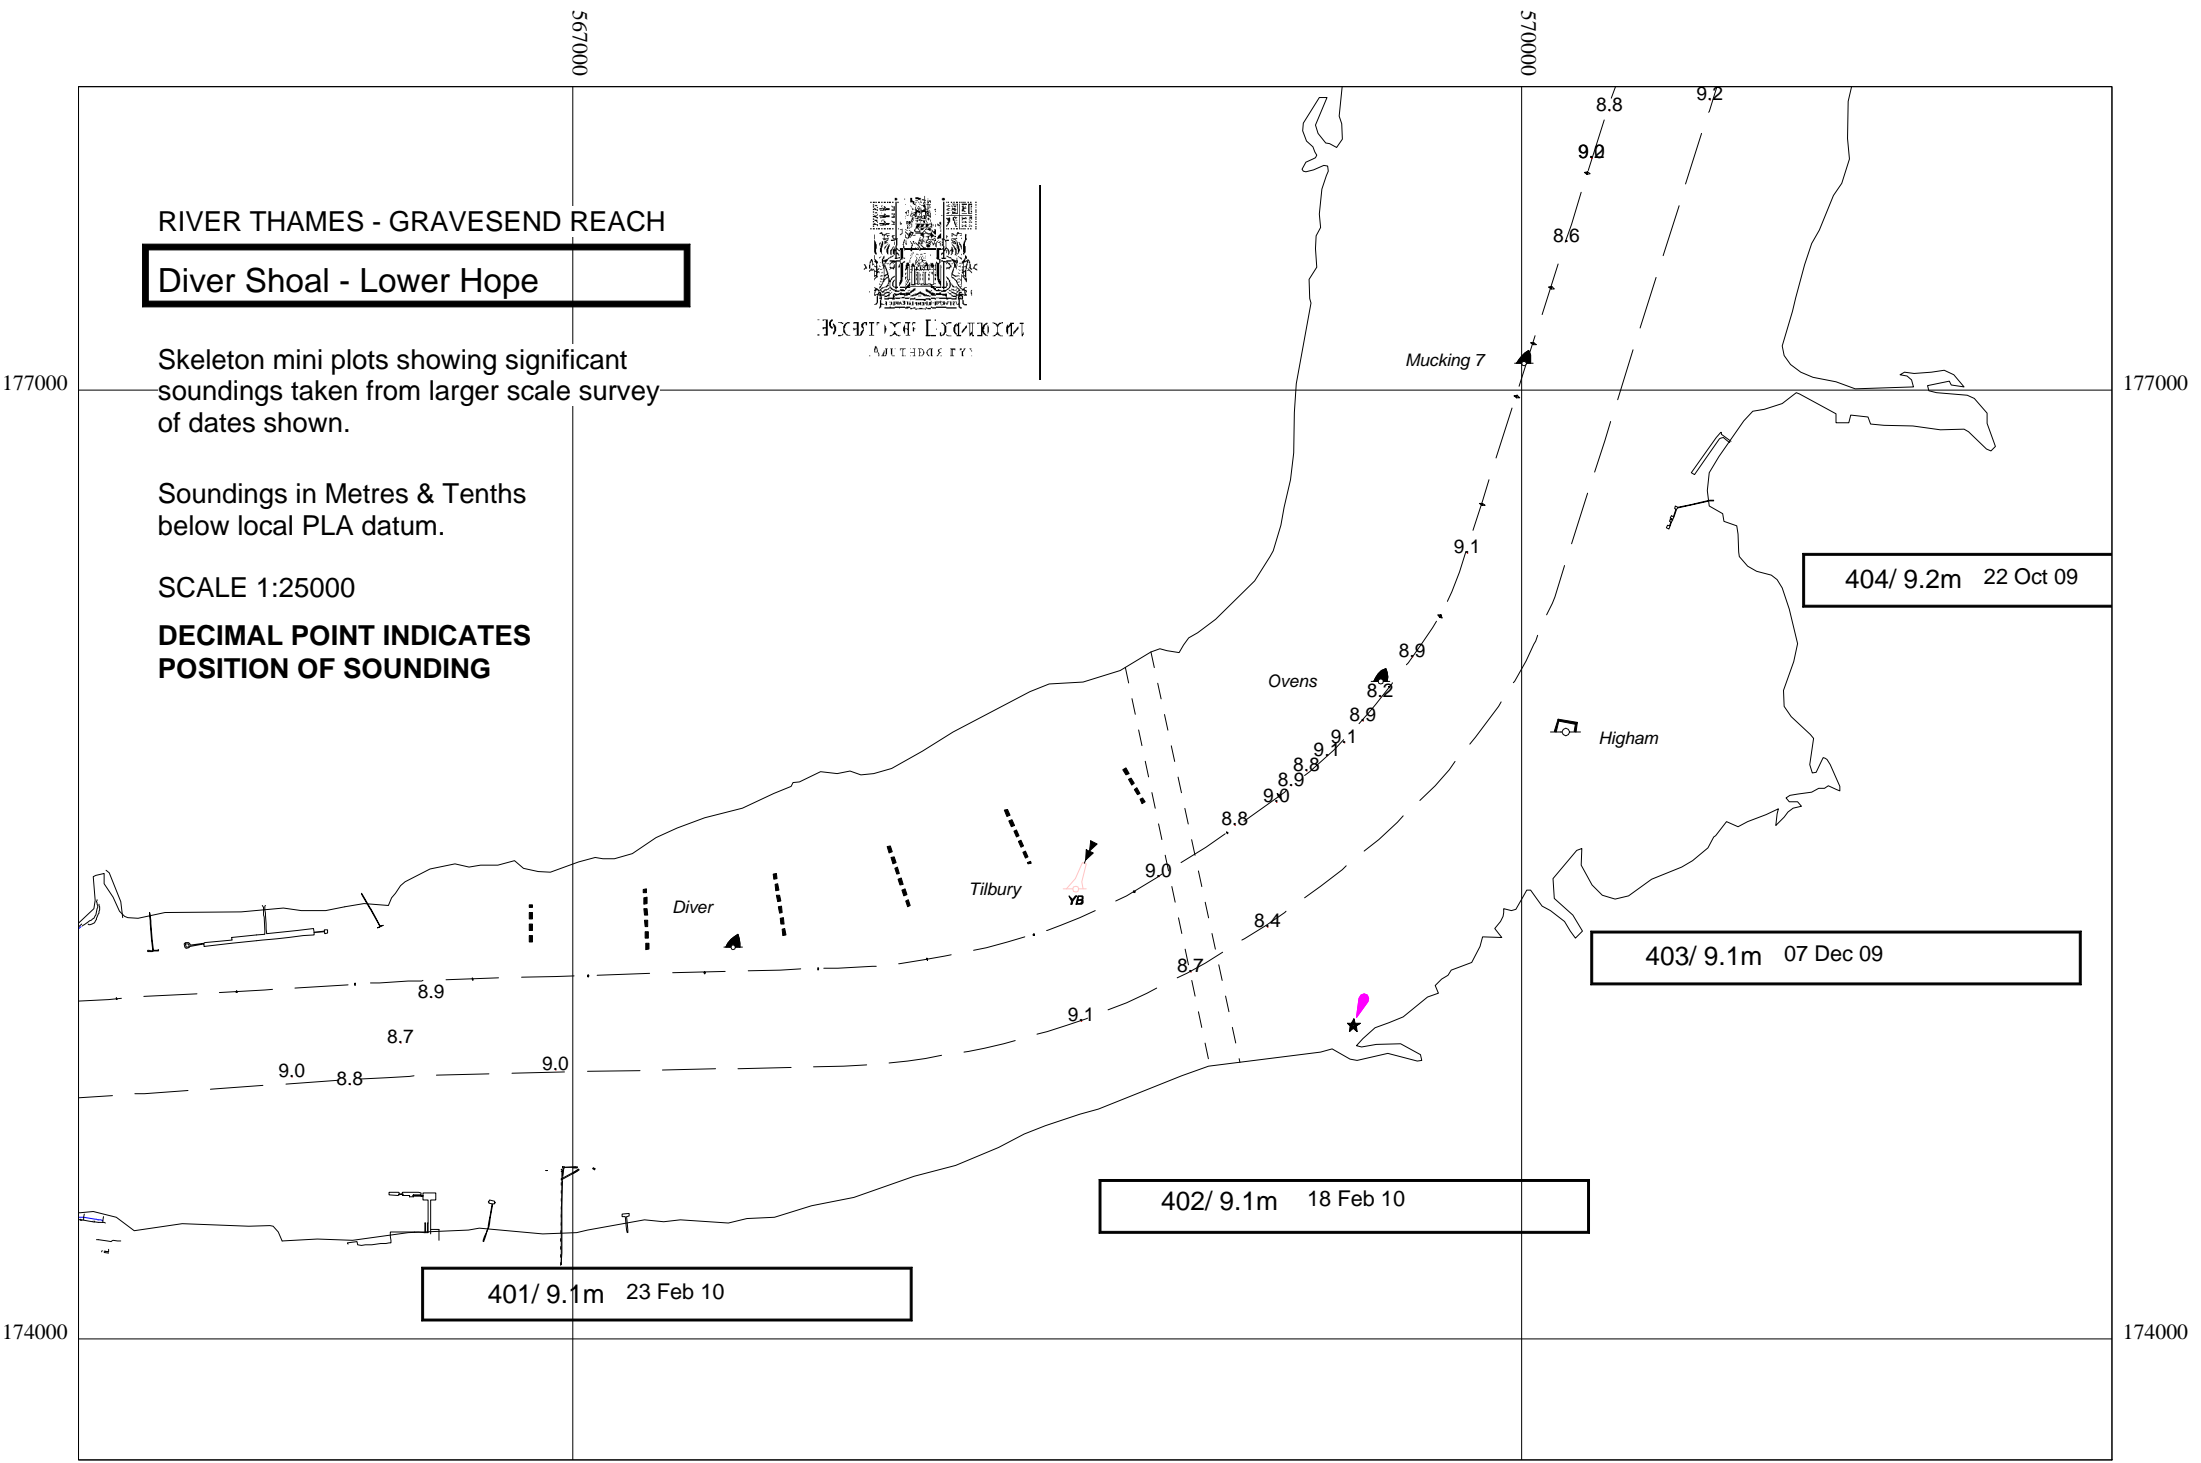 567000
570000
8.8
9.2
9.0
RIVER THAMES - GRAVESEND REACH
8.6
Diver Shoal - Lower Hope
Skeleton mini plots showing significant
Mucking 7
177000
177000
soundings taken from larger scale survey
of dates shown.
Soundings in Metres & Tenths
below local PLA datum.
9.1
SCALE 1:25000
404/ 9.2m 22 Oct 09
DECIMAL POINT INDICATES
POSITION OF SOUNDING
8.9
Ovens
8.2
8.9
9.1
Higham
9.1
8.8
8.9
9.0
8.8
9.0
Tilbury
YB
Diver
8.4
403/ 9.1m 07 Dec 09
8.7
8.9
9.1
8.7
9.0
9.0
8.8
402/ 9.1m 18 Feb 10
401/ 9.1m 23 Feb 10
174000
174000